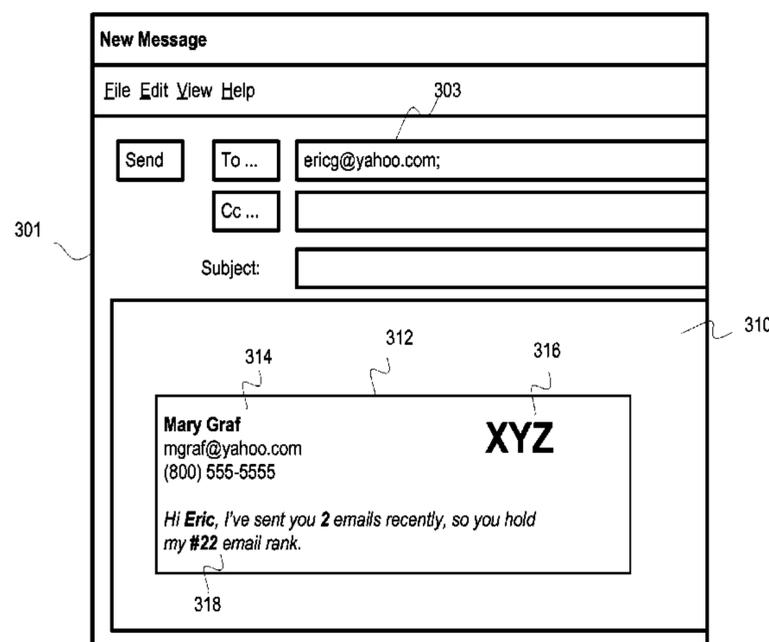 New Message
File Edit View Help
303
Send To ... ericg@yahoo.com;
Cc ...
301
Subject:
310
312
314
316
Mary Graf
XYZ
mgraf@yahoo.com
(800) 555-5555
Hi Eric, I've sent you 2 emails recently, so you hold
my #22 email rank.
318